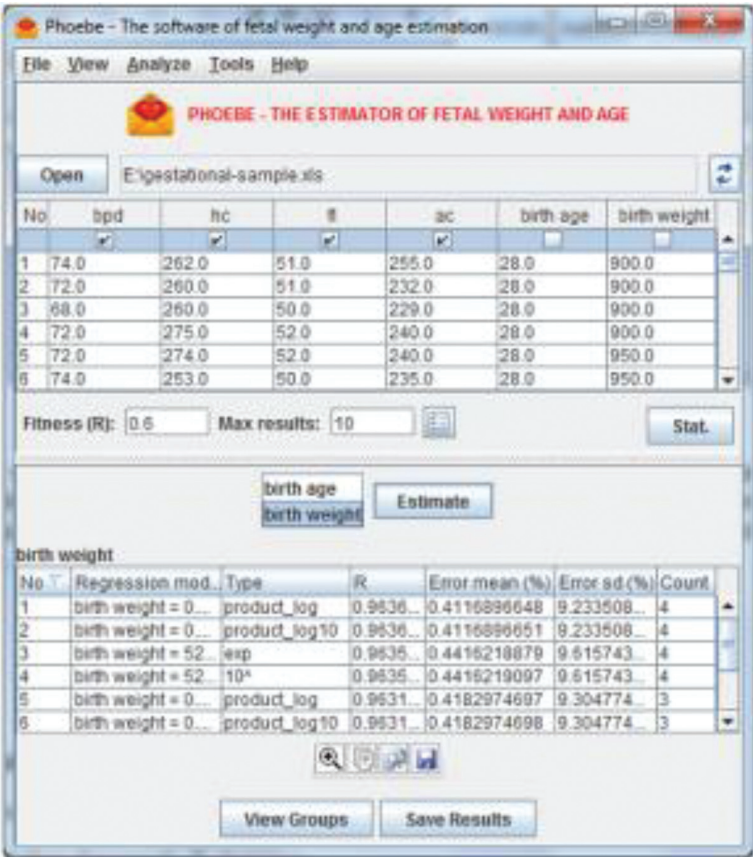 Phoebe - The software of fetal weight and age estimation
File View Analyze Tools Help
PHOEBE - THE ESTIMATOR OF FETAL WEIGHT AND AGE
Open E:\gestational-sample.xls
No bpd hc fl ac birth age birth weight
1 74.0 262.0 51.0 255.0 28.0 900.0
2 72.0 260.0 51.0 232.0 28.0 900.0
3 68.0 260.0 50.0 229.0 28.0 900.0
4 72.0 275.0 52.0 240.0 28.0 900.0
5 72.0 274.0 52.0 240.0 28.0 950.0
6 74.0 253.0 50.0 235.0 28.0 950.0
Fitness (R): 0.6 Max results: 10 Stat.
birth age
birth weight
Estimate
birth weight
No Regression mod... Type R Error mean (%) Error sd.(%) Count
1 birth weight = 0... product_log 0.9636... 0.4116896648 9.233508... 4
2 birth weight = 0... product_log10 0.9636... 0.4116896651 9.233508... 4
3 birth weight = 52... exp 0.9635... 0.4416218879 9.615743... 4
4 birth weight = 52... 10^ 0.9635... 0.4416219097 9.615743... 4
5 birth weight = 0... product_log 0.9631... 0.4182974697 9.304774... 3
6 birth weight = 0... product_log10 0.9631... 0.4182974698 9.304774... 3
View Groups Save Results